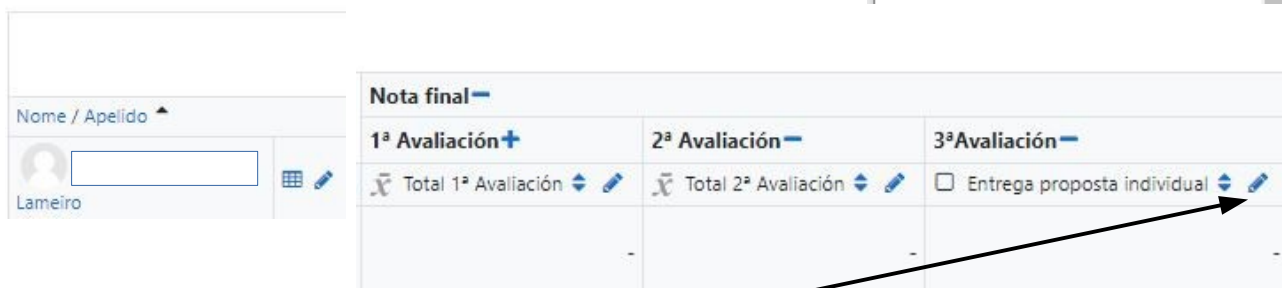 Nota final
Nome / Apelido
1ª Avaliación
2ª Avaliación
3ªAvaliación
x̄ Total 1ª Avaliación
x̄ Total 2ª Avaliación
Entrega proposta individual
Lameiro
-
-
-